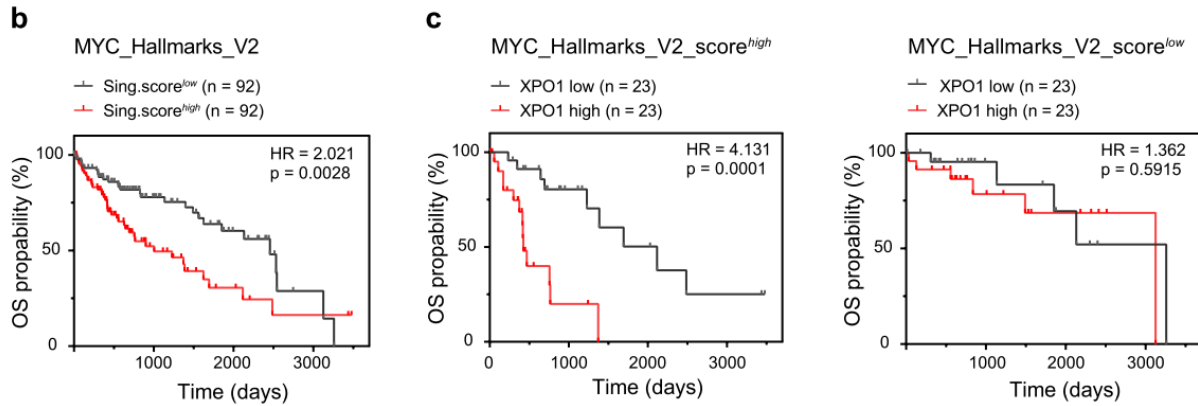 b
MYC_Hallmarks_V2
Sing.score^low (n = 92)
Sing.score^high (n = 92)
HR = 2.021
p = 0.0028
OS propability (%)
100
50
0
1000
2000
3000
Time (days)
c
MYC_Hallmarks_V2_score^high
XPO1 low (n = 23)
XPO1 high (n = 23)
HR = 4.131
p = 0.0001
OS propability (%)
100
50
0
0
1000
2000
3000
Time (days)
MYC_Hallmarks_V2_score^low
XPO1 low (n = 23)
XPO1 high (n = 23)
HR = 1.362
p = 0.5915
OS propability (%)
100
50
0
1000
2000
3000
Time (days)